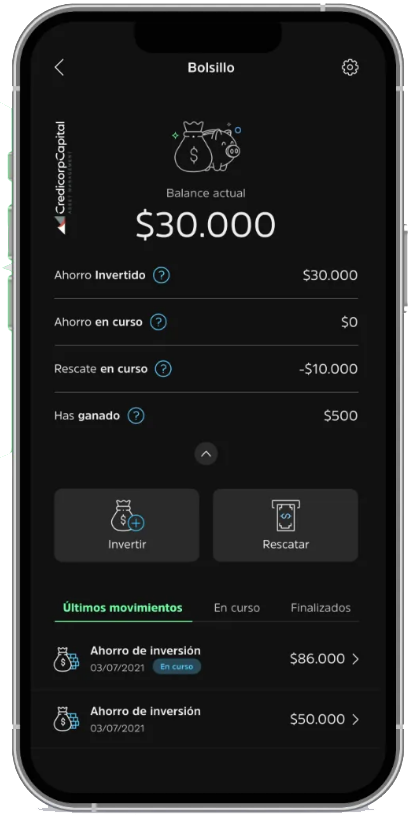 Bolsillo
CredicorpCapital
ASSET MANAGEMENT
$
Balance actual
$30.000
Ahorro Invertido ? $30.000
Ahorro en curso ? $0
Rescate en curso ? -$10.000
Has ganado ? $500
$
$
Invertir
Rescatar
Últimos movimientos En curso Finalizados
Ahorro de inversión
03/07/2021 En curso
$86.000
Ahorro de inversión
03/07/2021
$50.000